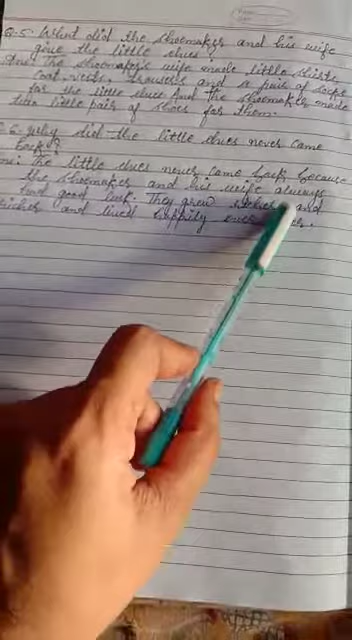 Q.5. What did the shoemaker and his wife
give the little elves?
Ans: The shoemaker's wife made little shirts
coat, vests, trousers and a pair of
for the little elves and the shoemaker made
little pair of shoes for them.
Q.6. Why did the little elves never came
back?
Ans: The little elves never came back because
the shoemaker and his wife always
had good luck. They grew richer and
richer and lived happily ever